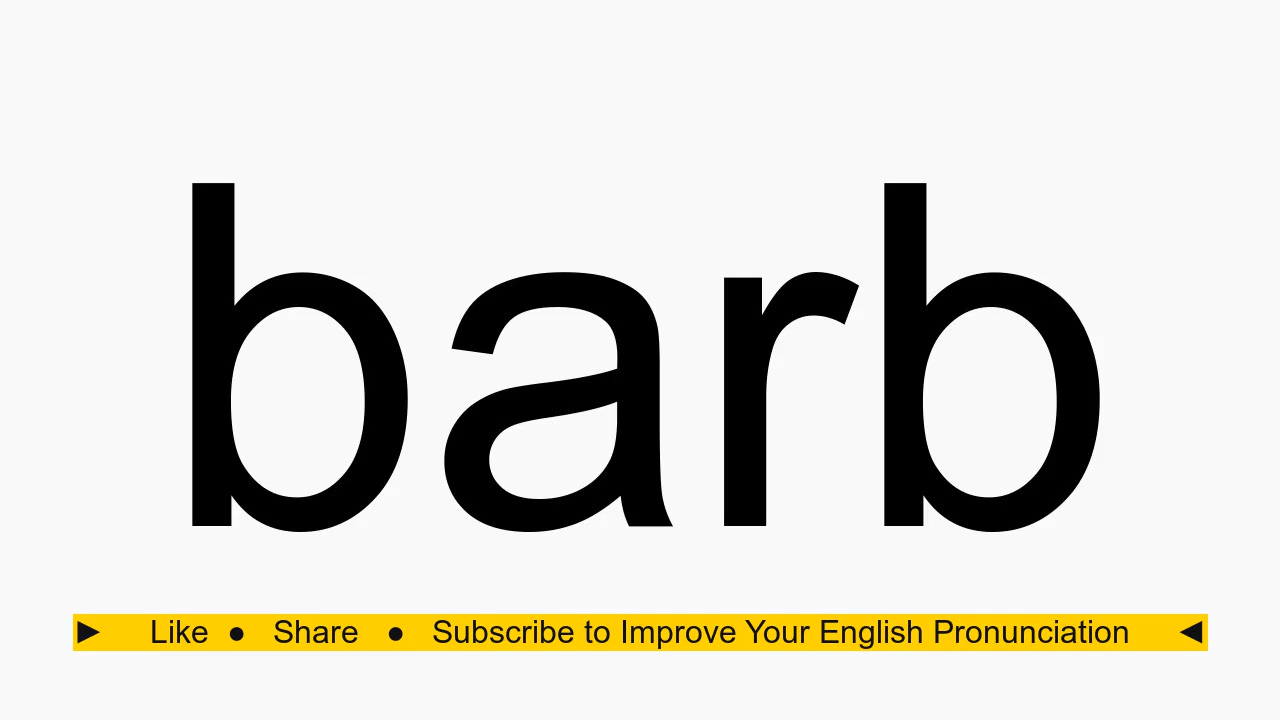 barb
► Like ● Share ● Subscribe to Improve Your English Pronunciation ◄